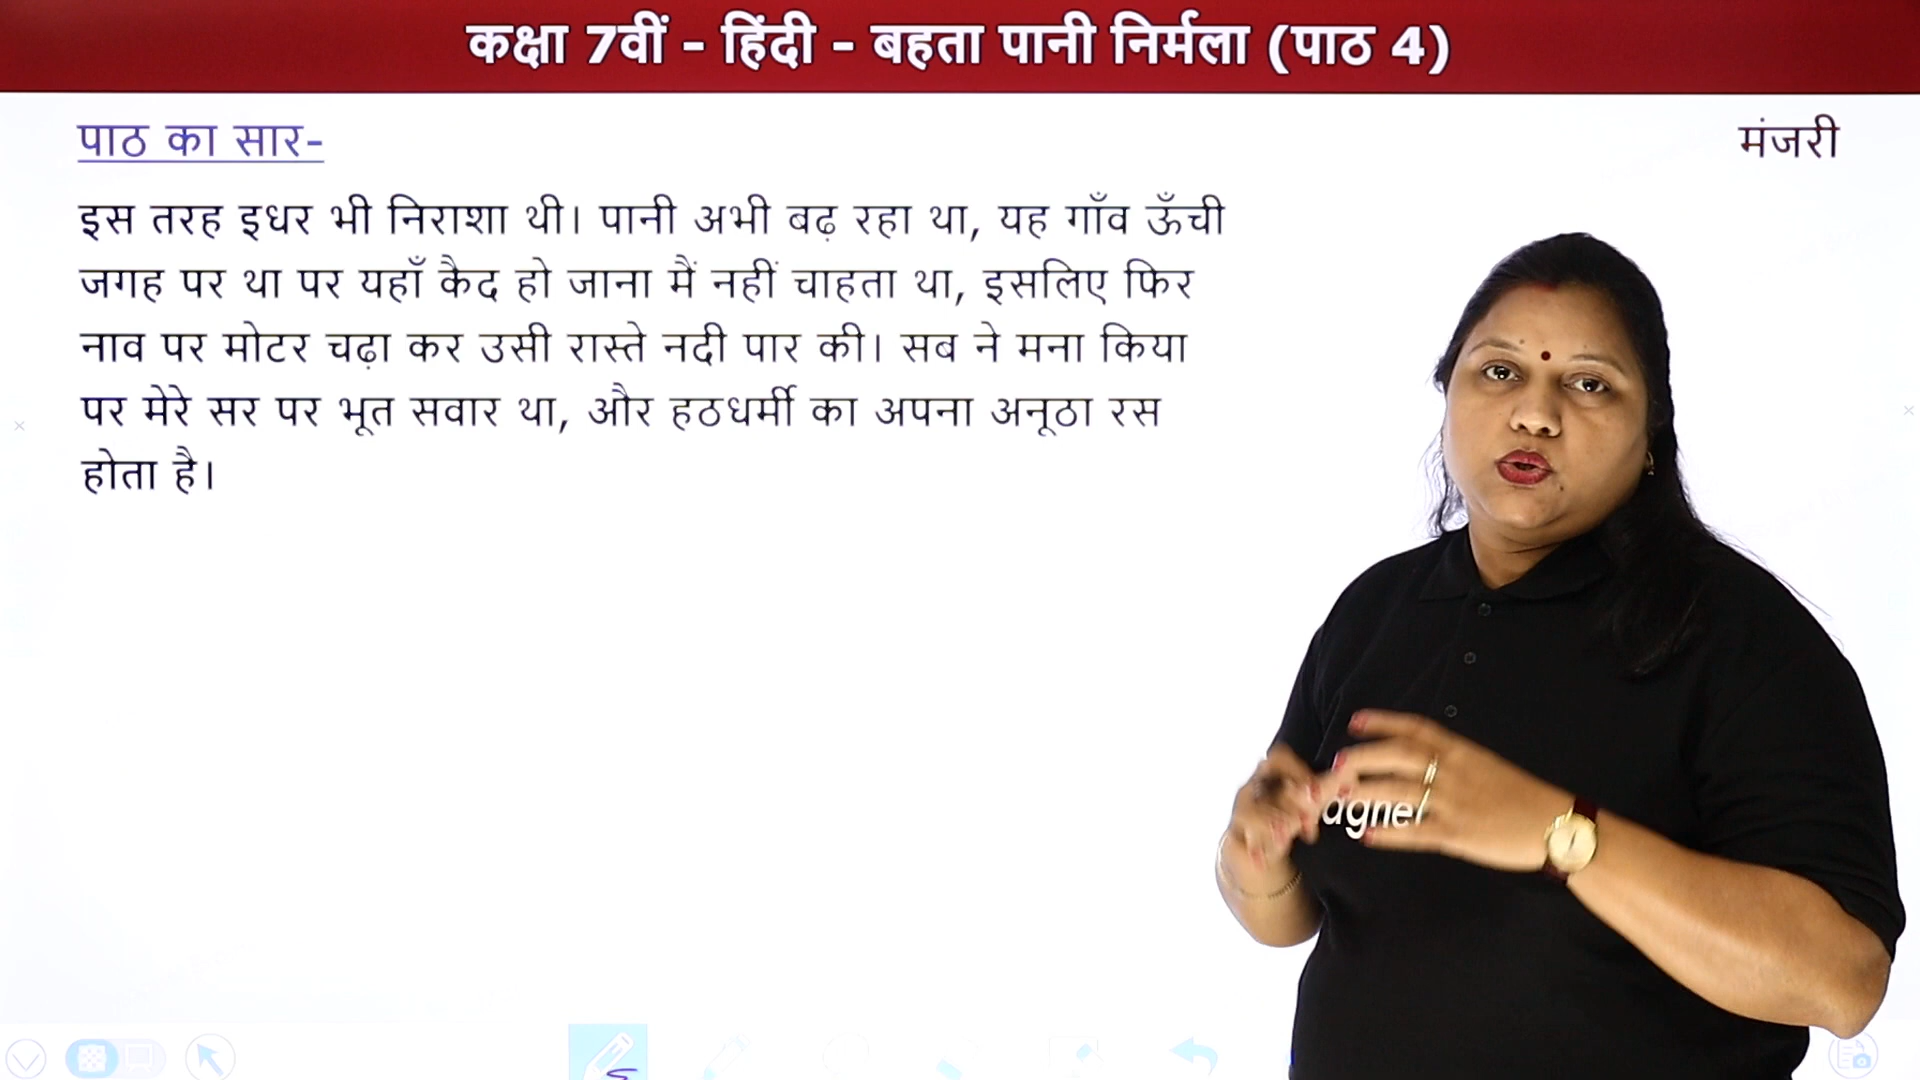 कक्षा 7वीं - हिंदी - बहता पानी निर्मला (पाठ 4)
पाठ का सार-
मंजरी
इस तरह इधर भी निराशा थी। पानी अभी बढ़ रहा था, यह गाँव ऊँची
जगह पर था पर यहाँ कैद हो जाना मैं नहीं चाहता था, इसलिए फिर
नाव पर मोटर चढ़ा कर उसी रास्ते नदी पार की। सब ने मना किया
पर मेरे सर पर भूत सवार था, और हठधर्मी का अपना अनूठा रस
होता है।